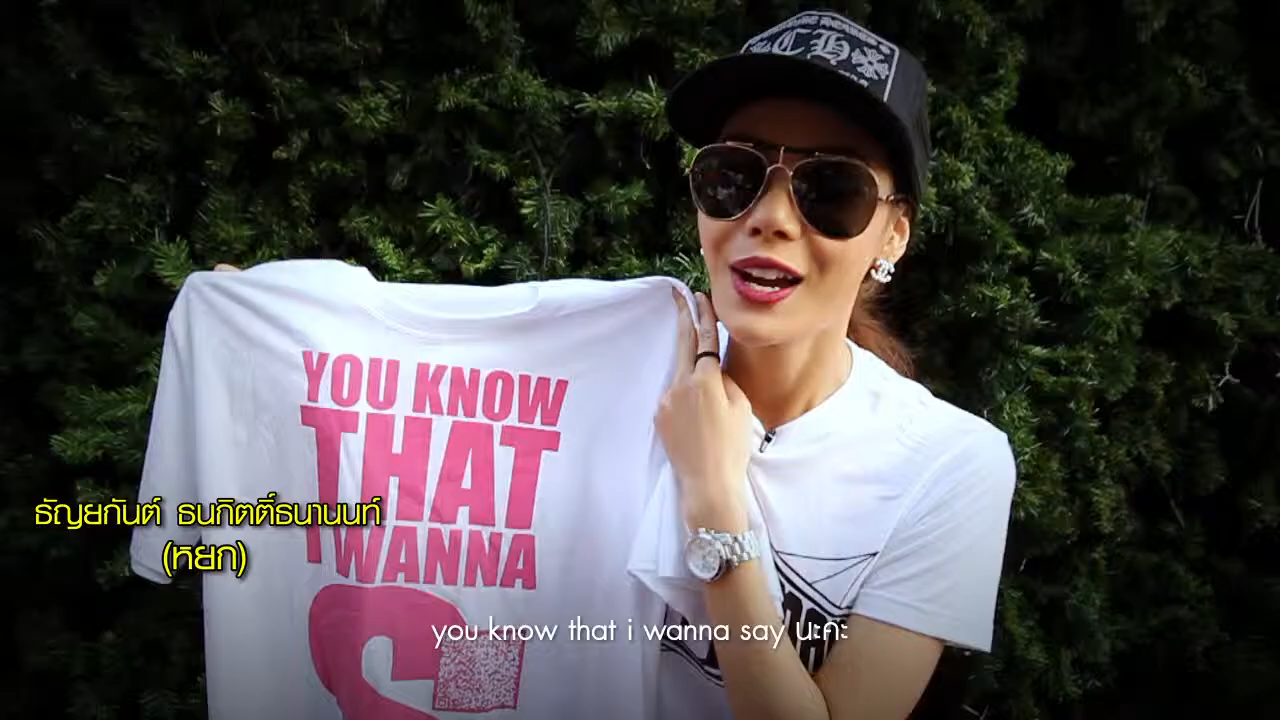 CH
YOU KNOW
THAT
I WANNA
S
ธัญยกันต์ ธนกิตติ์ธนานนท์
(หยก)
you know that i wanna say นะคะ